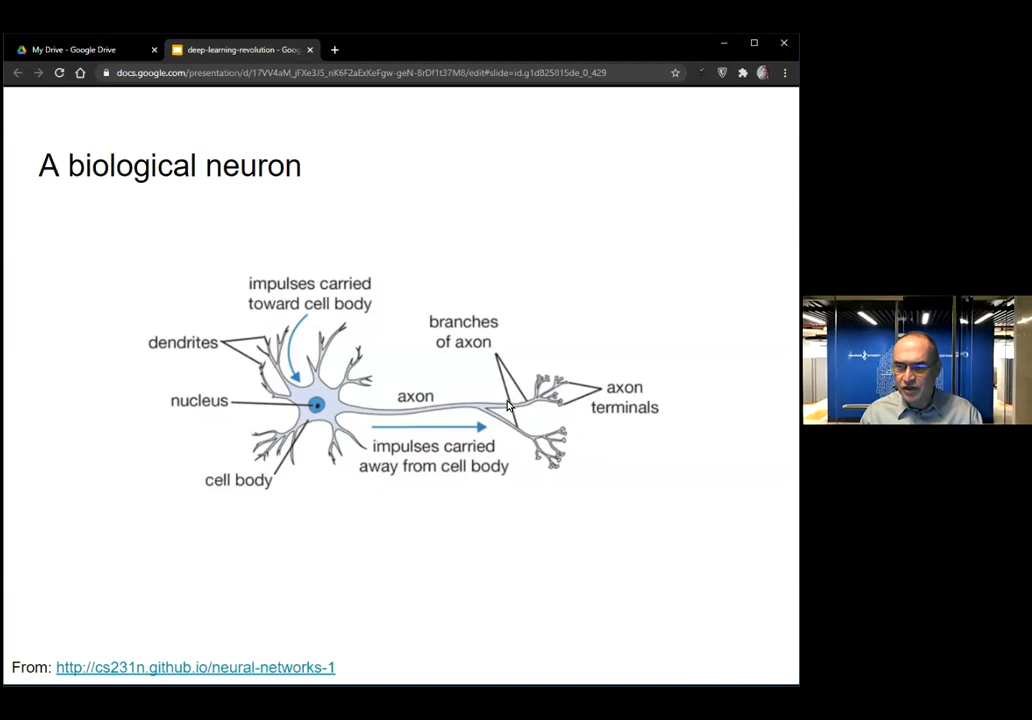 My Drive - Google Drive
deep-learning-revolution - Goog
docs.google.com/presentation/d/17VV4aM_jFXe3J5_nK6F2aExKeFgw-geN-8rDf1t37M8/edit#slide=id.g1d825815de_0_429
A biological neuron
impulses carried
toward cell body
branches
of axon
dendrites
axon
terminals
nucleus
axon
impulses carried
away from cell body
cell body
From: http://cs231n.github.io/neural-networks-1